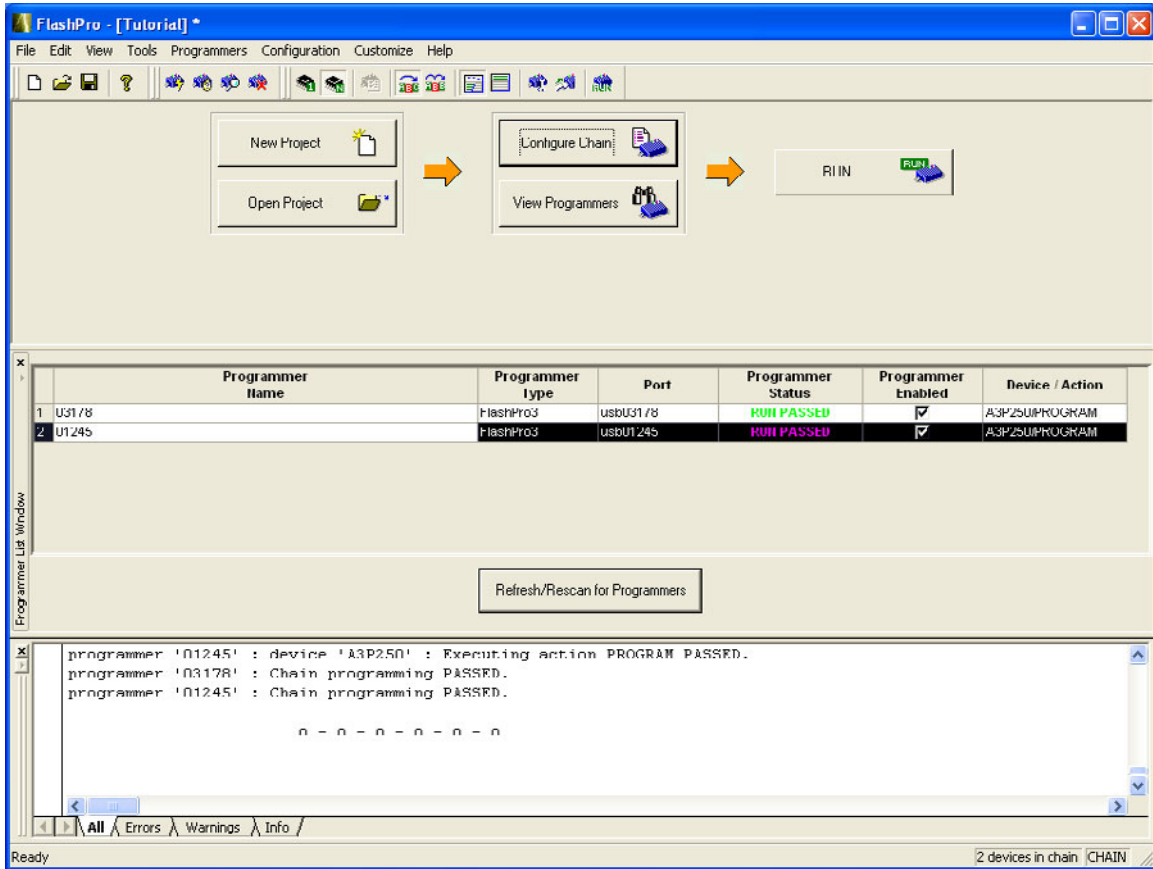 FlashPro - [Tutorial] *
File Edit View Tools Programmers Configuration Customize Help
New Project
Configure Chain
RUN
RUN
Open Project
View Programmers
Programmer Name
Programmer Type
Port
Programmer Status
Programmer Enabled
Device / Action
1 03178 FlashPro3 usb03178 RUN PASSED A3P250/PROGRAM
2 01245 FlashPro3 usb01245 RUN PASSED A3P250/PROGRAM
Programmer List Window
Refresh/Rescan for Programmers
programmer '01245' : device 'A3P250' : Executing action PROGRAM PASSED.
programmer '03178' : Chain programming PASSED.
programmer '01245' : Chain programming PASSED.
o - o - o - o - o - o
All Errors Warnings Info
Ready
2 devices in chain CHAIN